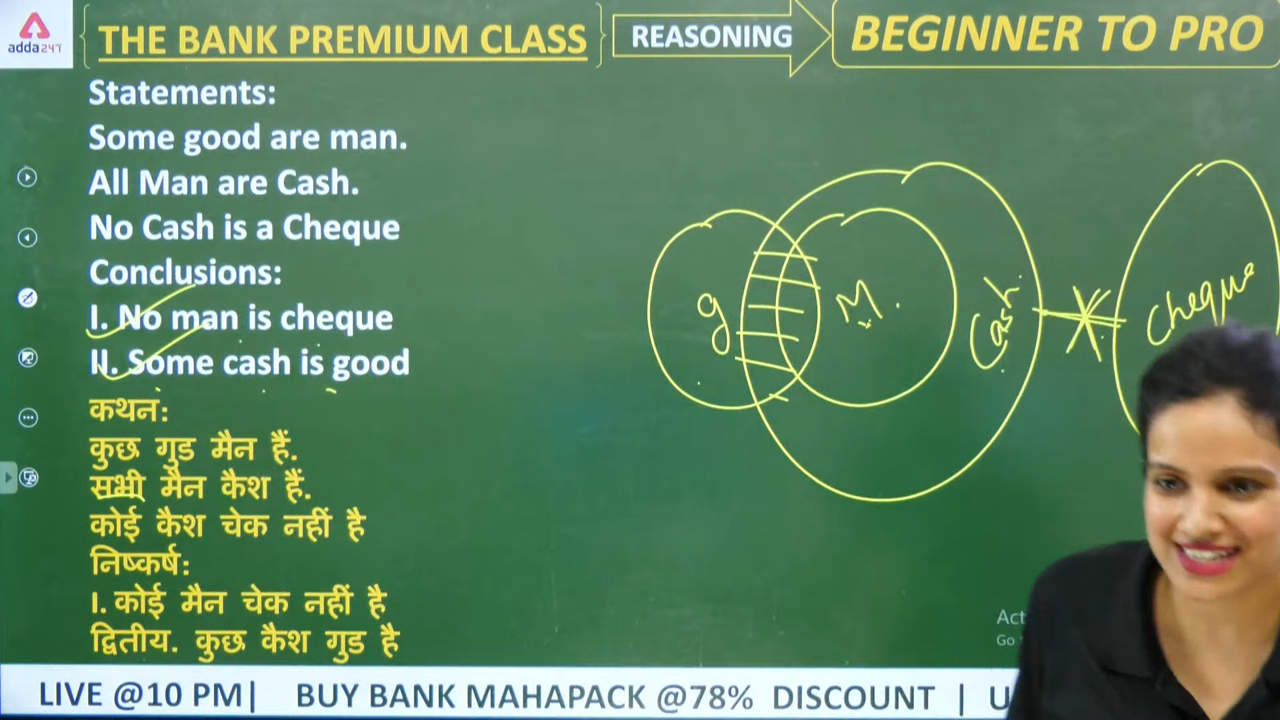 adda247
THE BANK PREMIUM CLASS
REASONING
BEGINNER TO PRO
Statements:
Some good are man.
All Man are Cash.
No Cash is a Cheque
Conclusions:
I. No man is cheque
II. Some cash is good
कथन:
कुछ गुड मैन हैं.
सभी मैन कैश हैं.
कोई कैश चेक नहीं है
निष्कर्ष:
I. कोई मैन चेक नहीं है
द्वितीय. कुछ कैश गुड है
g
M.
Cash
Cheque
Act
Go
LIVE @10 PM| BUY BANK MAHAPACK @78% DISCOUNT | U